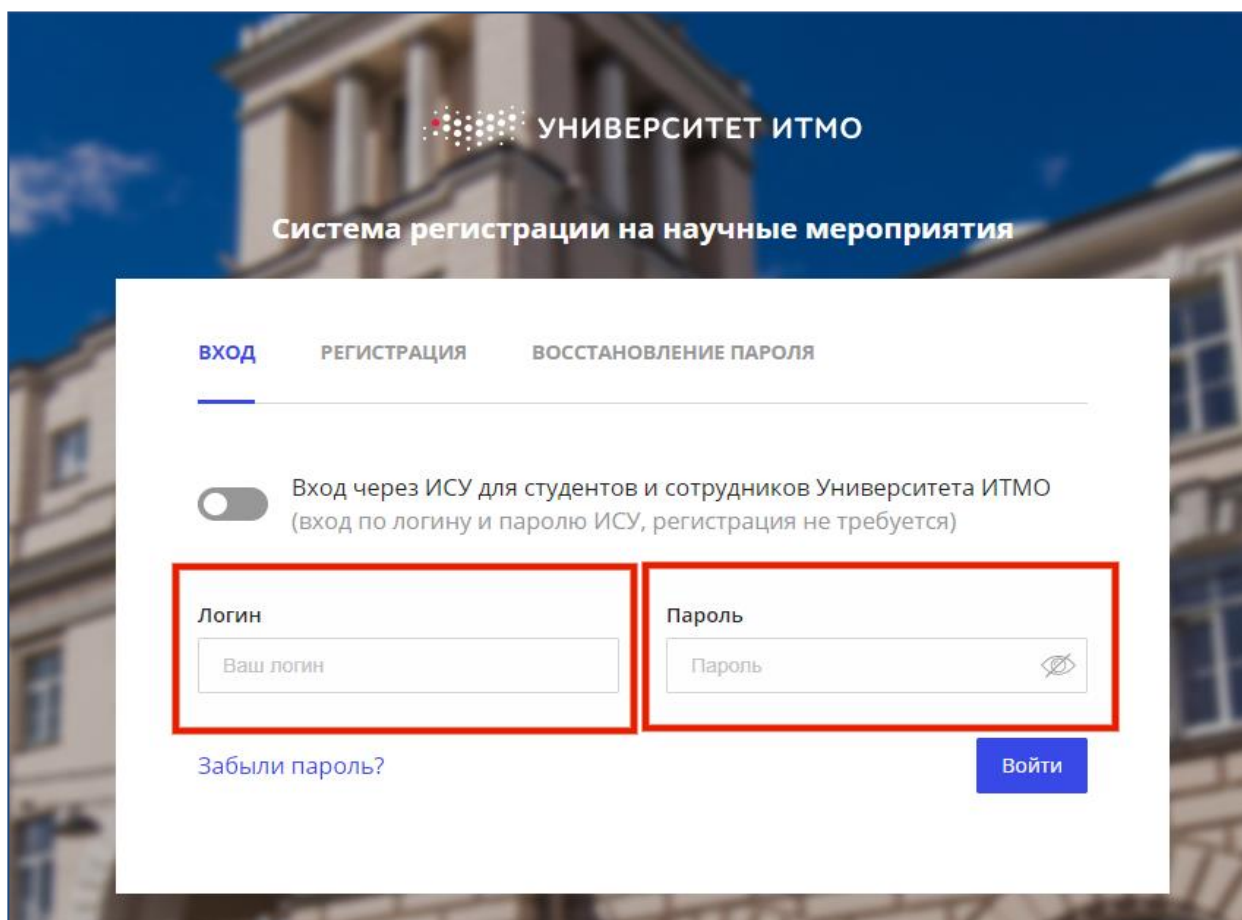 УНИВЕРСИТЕТ ИТМО
Система регистрации на научные мероприятия
ВХОД РЕГИСТРАЦИЯ ВОССТАНОВЛЕНИЕ ПАРОЛЯ
Вход через ИСУ для студентов и сотрудников Университета ИТМО
(вход по логину и паролю ИСУ, регистрация не требуется)
Логин Пароль
Ваш логин Пароль
Забыли пароль? Войти